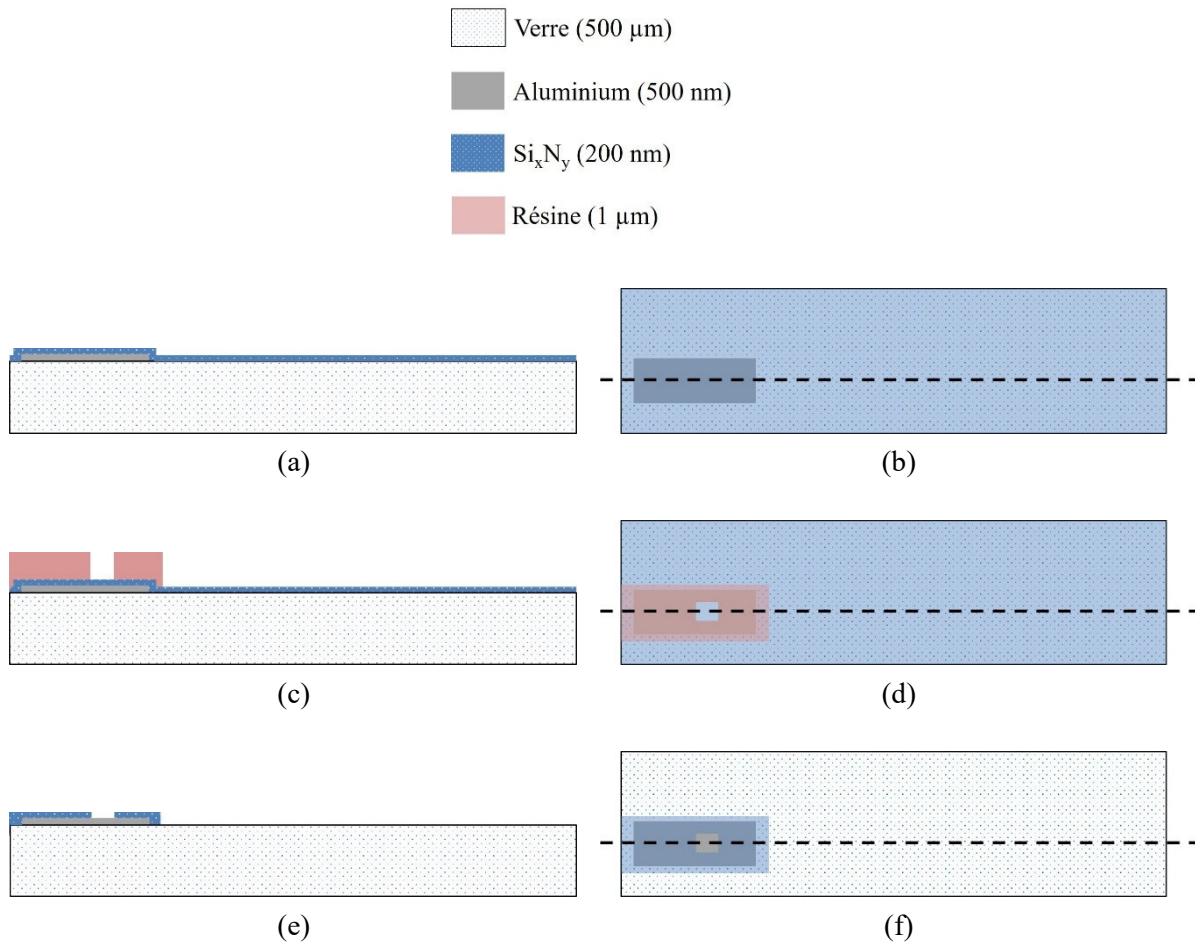 Verre (500 µm)
Aluminium (500 nm)
SixNy (200 nm)
Résine (1 µm)
(a)
(b)
(c)
(d)
(e)
(f)